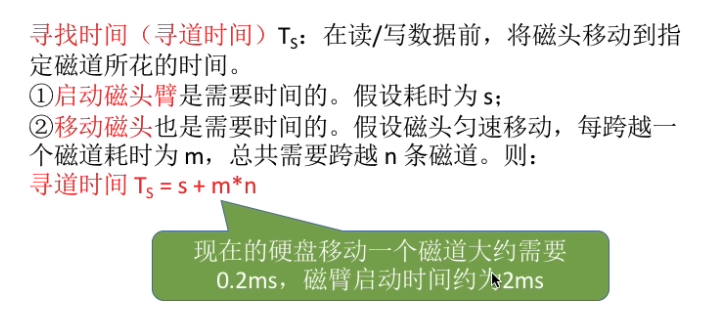 寻找时间（寻道时间）Tₛ：在读/写数据前，将磁头移动到指
定磁道所花的时间。
①启动磁头臂是需要时间的。假设耗时为 s；
②移动磁头也是需要时间的。假设磁头匀速移动，每跨越一
个磁道耗时为 m，总共需要跨越 n 条磁道。则：
寻道时间 Tₛ = s + m*n
现在的硬盘移动一个磁道大约需要
0.2ms，磁臂启动时间约为2ms